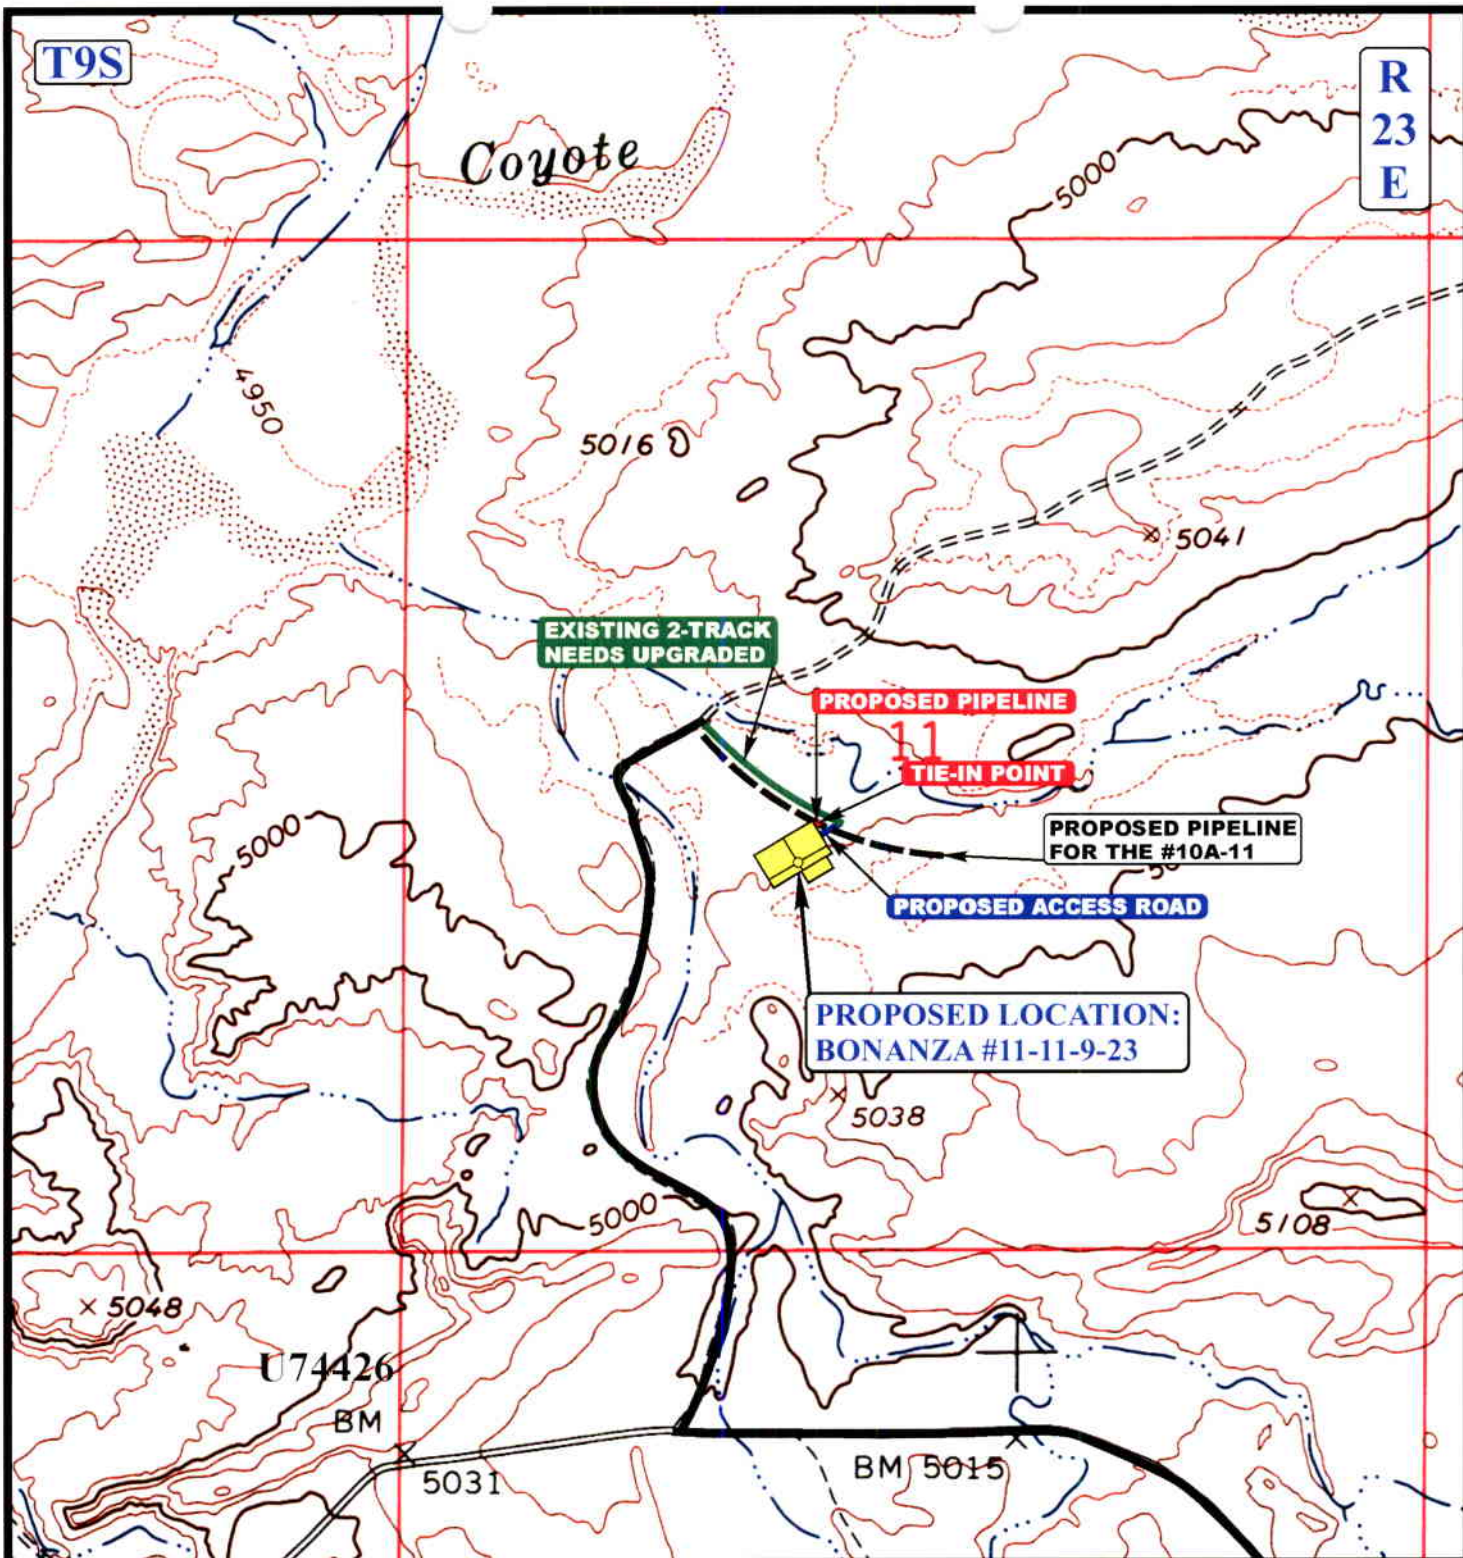 T9S
R
23
E
Coyote
5000
4950
5016
5041
EXISTING 2-TRACK
NEEDS UPGRADED
PROPOSED PIPELINE
11
TIE-IN POINT
5000
PROPOSED PIPELINE
FOR THE #10A-11
PROPOSED ACCESS ROAD
PROPOSED LOCATION:
BONANZA #11-11-9-23
5038
5000
5108
5048
U74426
BM
5031
BM 5015